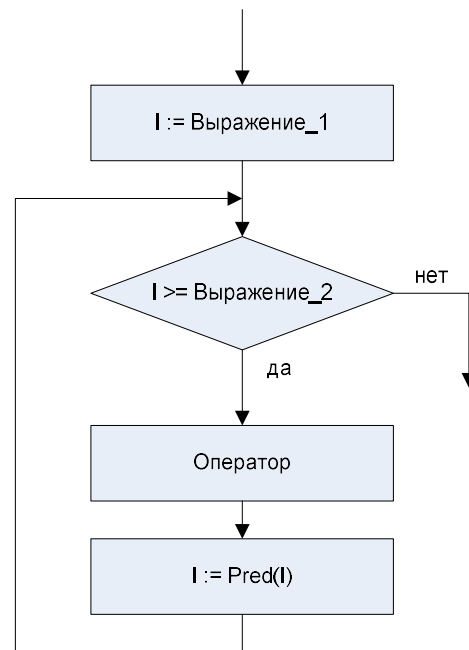 I := Выражение_1
I >= Выражение_2
нет
да
Оператор
I := Pred(I)